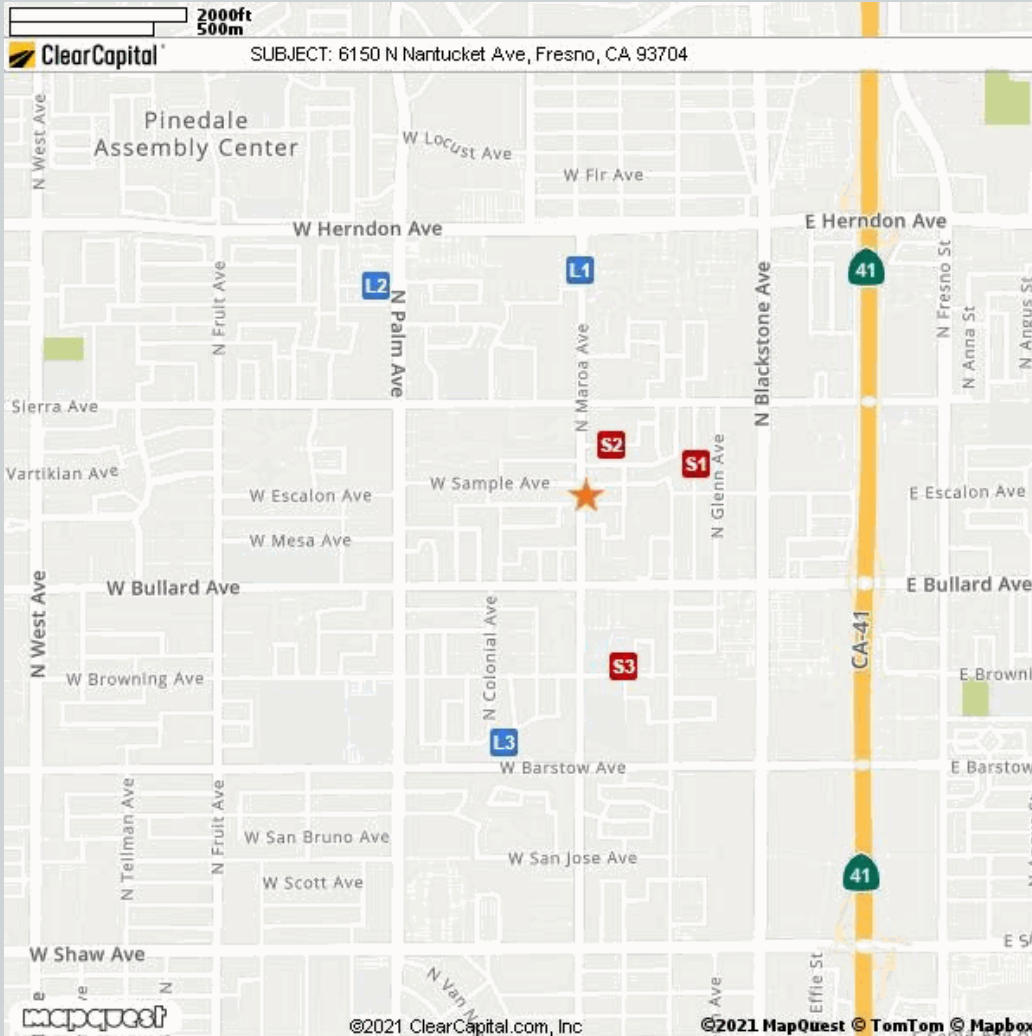 2000ft
500m
ClearCapital
SUBJECT: 6150 N Nantucket Ave, Fresno, CA 93704
N West Ave
Pinedale
Assembly Center
W Locust Ave
W Fir Ave
W Herndon Ave
E Herndon Ave
41
L1
L2
N Fruit Ave
N Palm Ave
N Maroa Ave
N Blackstone Ave
N Fresno St
N Anna St
N Angus St
Sierra Ave
S2
S1
Vartikian Ave
W Escalon Ave
W Sample Ave
N Glenn Ave
E Escalon Ave
W Mesa Ave
W Bullard Ave
E Bullard Ave
N West Ave
N Colonial Ave
CA-41
S3
W Browning Ave
E Browni
L3
W Barstow Ave
E Barstow
N Teilman Ave
N Fruit Ave
W San Bruno Ave
W San Jose Ave
W Scott Ave
41
W Shaw Ave
N Van N
Effie St
Ave
N
mapquest
©2021 ClearCapital.com, Inc
©2021 MapQuest © TomTom © Mapbox